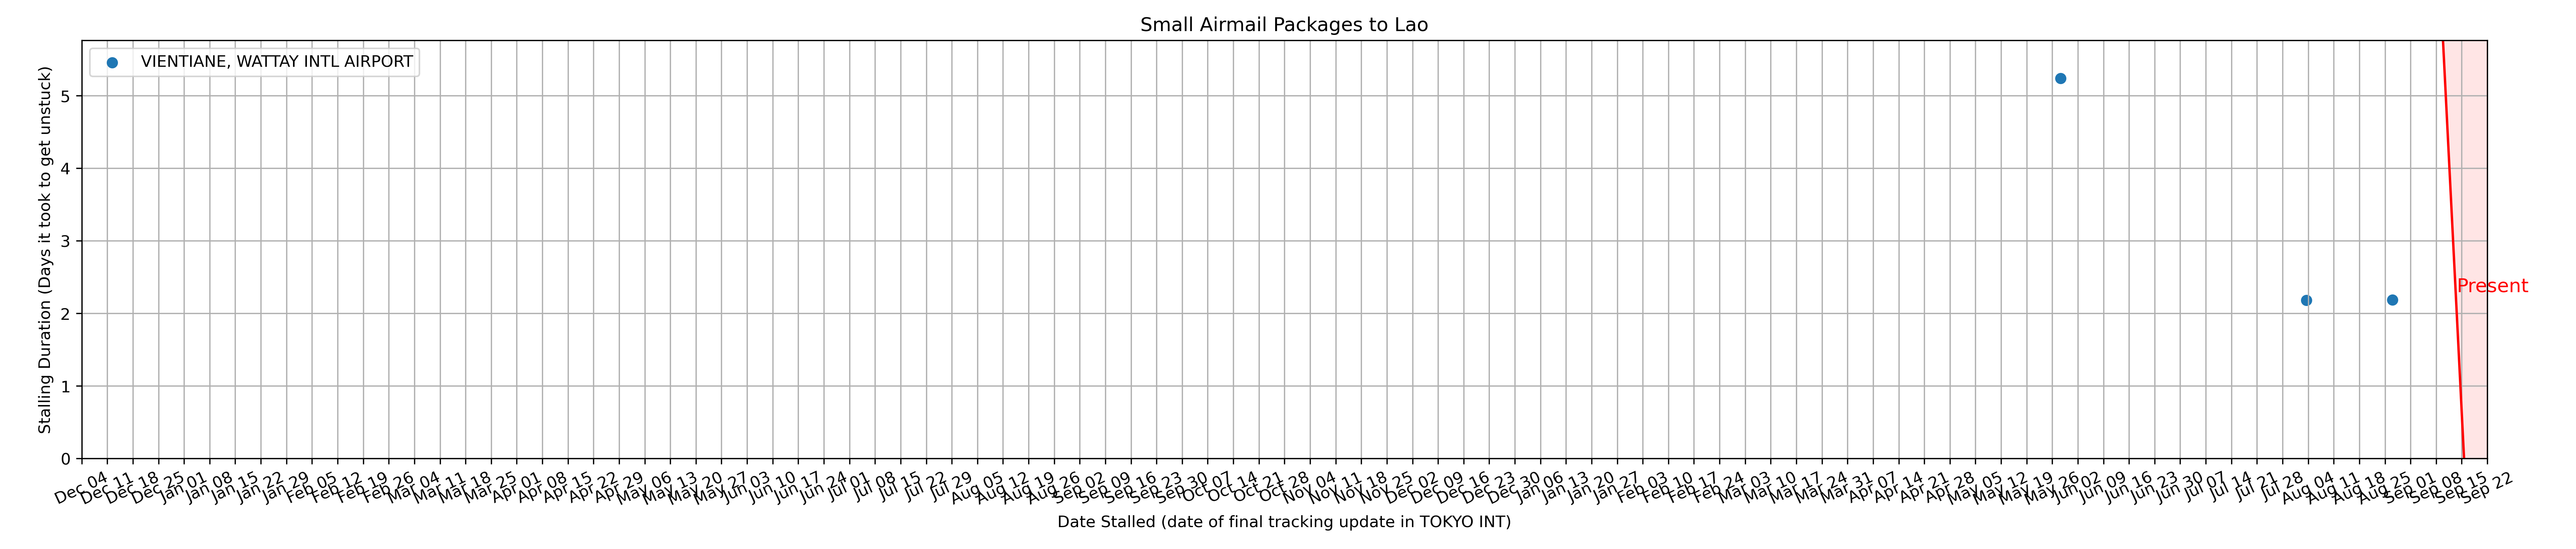 Small Airmail Packages to Lao
VIENTIANE, WATTAY INTL AIRPORT
Stalling Duration (Days it took to get unstuck)
5
4
3
2
1
0
Present
Dec 04 Dec 11 Dec 18 Dec 25 Jan 01 Jan 08 Jan 15 Jan 22 Jan 29 Feb 05 Feb 12 Feb 19 Feb 26 Mar 04 Mar 11 Mar 18 Mar 25 Apr 01 Apr 08 Apr 15 Apr 22 Apr 29 May 06 May 13 May 20 May 27 Jun 03 Jun 10 Jun 17 Jun 24 Jul 01 Jul 08 Jul 15 Jul 22 Jul 29 Aug 05 Aug 12 Aug 19 Aug 26 Sep 02 Sep 09 Sep 16 Sep 23 Sep 30 Oct 07 Oct 14 Oct 21 Oct 28 Nov 04 Nov 11 Nov 18 Nov 25 Dec 02 Dec 09 Dec 16 Dec 23 Dec 30 Jan 06 Jan 13 Jan 20 Jan 27 Feb 03 Feb 10 Feb 17 Feb 24 Mar 03 Mar 10 Mar 17 Mar 24 Mar 31 Apr 07 Apr 14 Apr 21 Apr 28 May 05 May 12 May 19 May 26 Jun 02 Jun 09 Jun 16 Jun 23 Jun 30 Jul 07 Jul 14 Jul 21 Jul 28 Aug 04 Aug 11 Aug 18 Aug 25 Sep 01 Sep 08 Sep 15 Sep 22
Date Stalled (date of final tracking update in TOKYO INT)